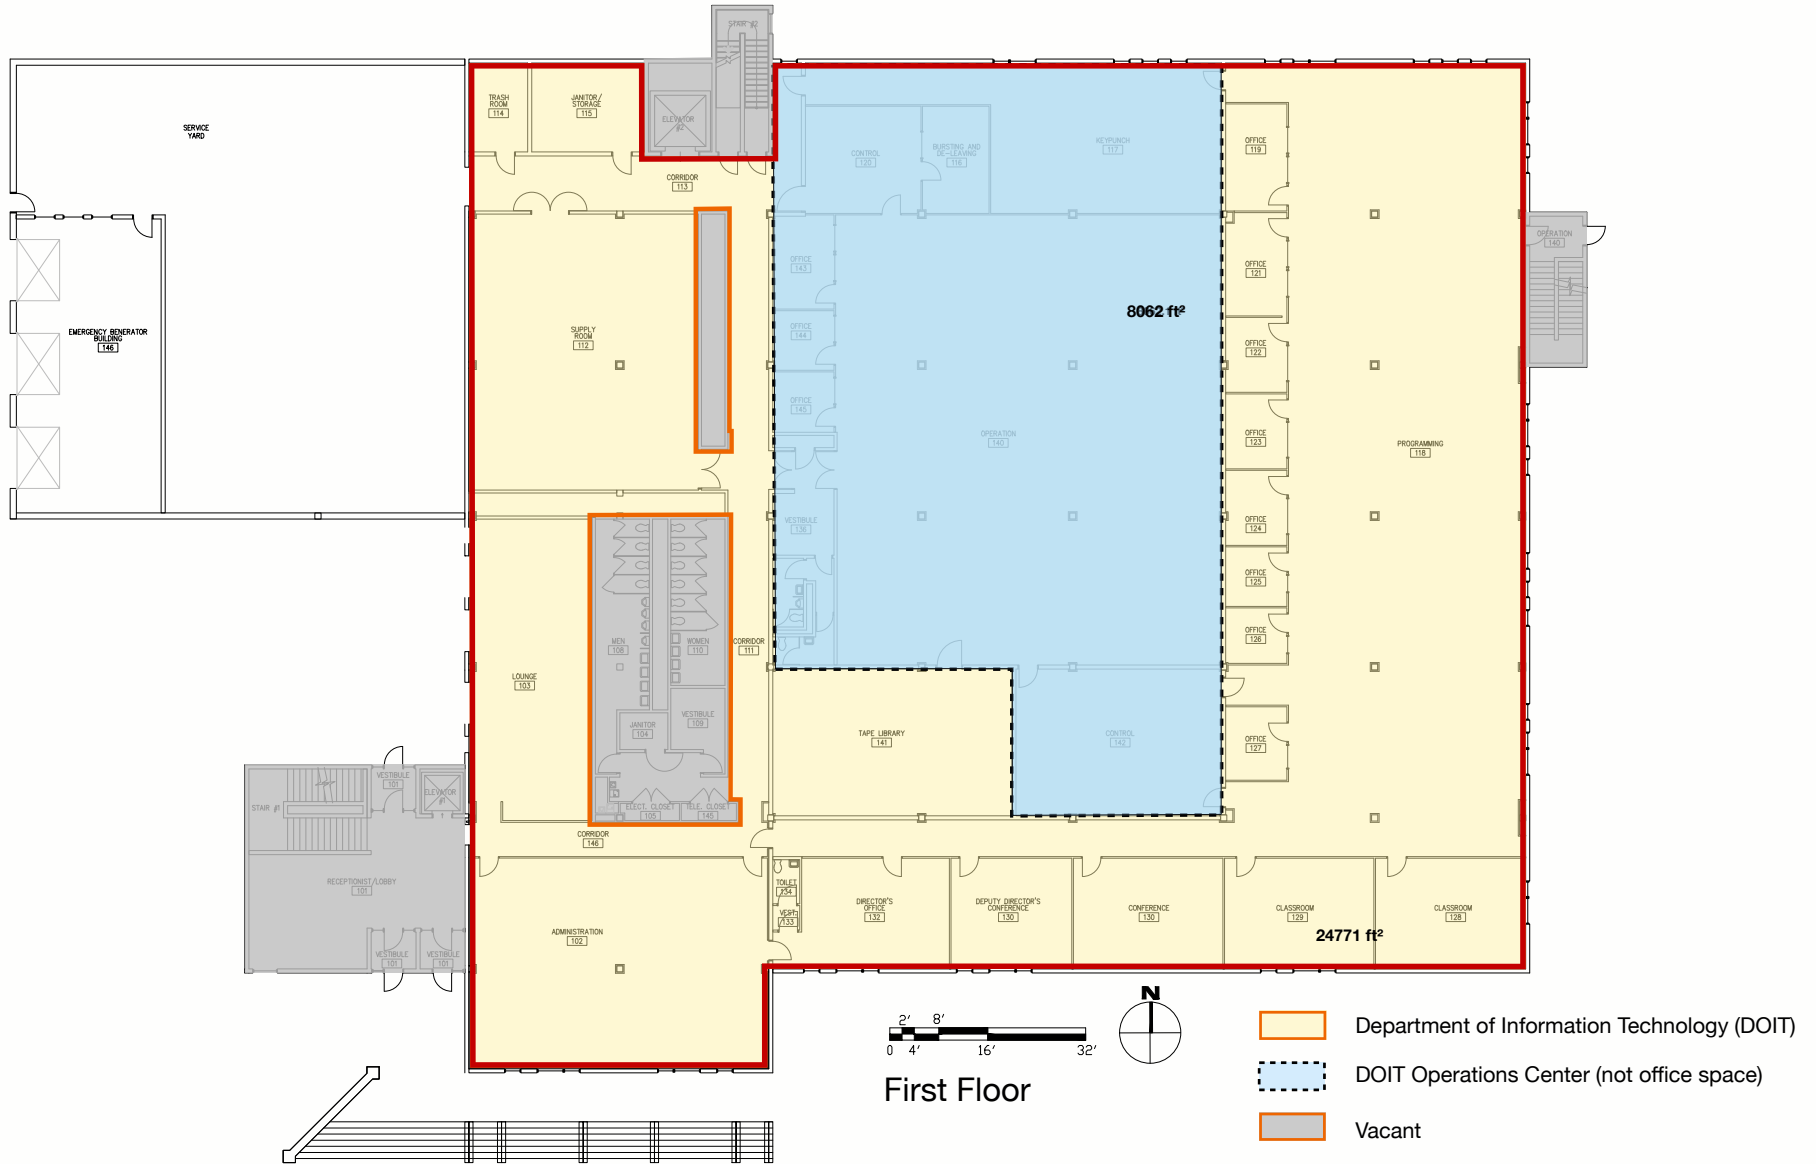 STAIR #2
TRASH
ROOM
114
JANITOR/
STORAGE
115
ELEVATOR
#2
SERVICE
YARD
CONTROL
120
BURSTING AND
DE-LEAVING
116
KEYPUNCH
117
OFFICE
119
CORRIDOR
113
OPERATION
140
OFFICE
143
OFFICE
121
8062 ft²
EMERGENCY BENERATOR
BUILDING
146
SUPPLY
ROOM
112
OFFICE
144
OFFICE
122
OFFICE
145
OPERATION
140
OFFICE
123
PROGRAMMING
118
VESTIBULE
138
OFFICE
124
OFFICE
125
MEN
108
WOMEN
110
CORRIDOR
111
OFFICE
126
LOUNGE
103
VESTIBULE
109
JANITOR
104
TAPE LIBRARY
141
CONTROL
142
OFFICE
127
VESTIBULE
101
ELEVATOR
#1
STAIR #1
ELECT. CLOSET
105
TELE. CLOSET
145
CORRIDOR
146
RECEPTIONIST/LOBBY
101
TOILET
134
VEST.
133
DIRECTOR'S
OFFICE
132
DEPUTY DIRECTOR'S
CONFERENCE
130
CONFERENCE
130
CLASSROOM
129
CLASSROOM
128
ADMINISTRATION
102
24771 ft²
VESTIBULE
101
VESTIBULE
101
N
2' 8'
0 4' 16' 32'
First Floor
Department of Information Technology (DOIT)
DOIT Operations Center (not office space)
Vacant